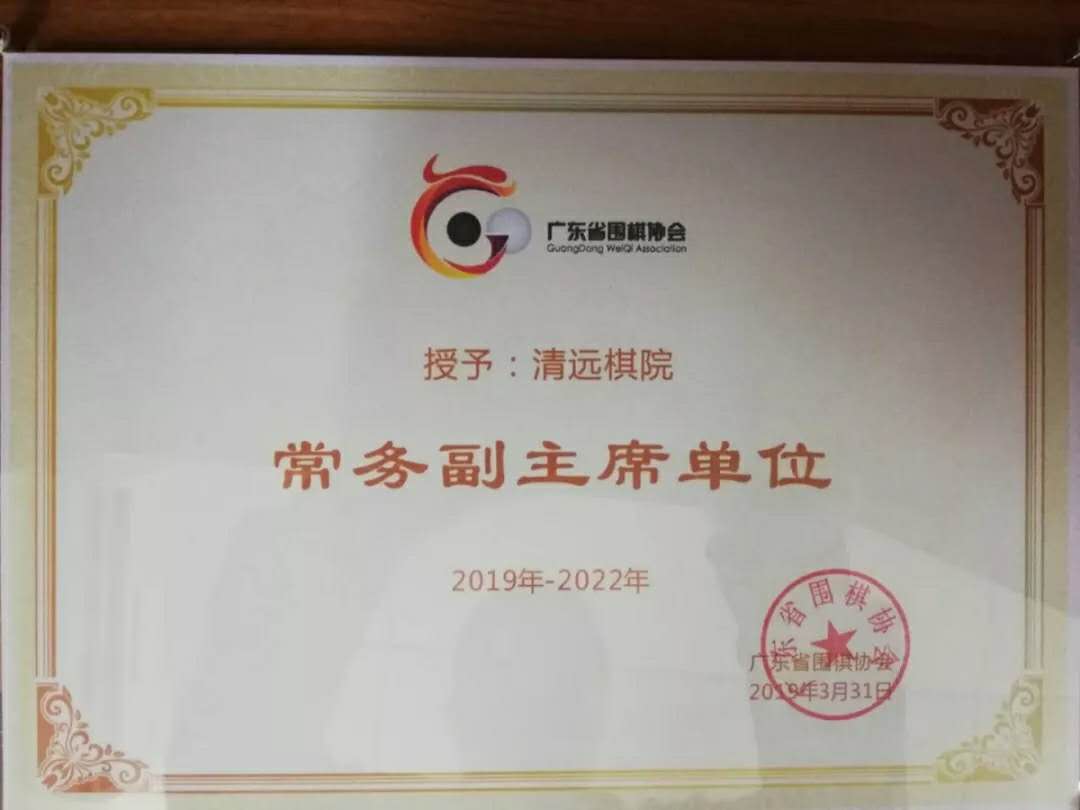 广东省围棋协会
GuangDong WeiQi Association
授予：清远棋院
常务副主席单位
2019年-2022年
东省围棋协会
广东省围棋协会
2019年3月31日